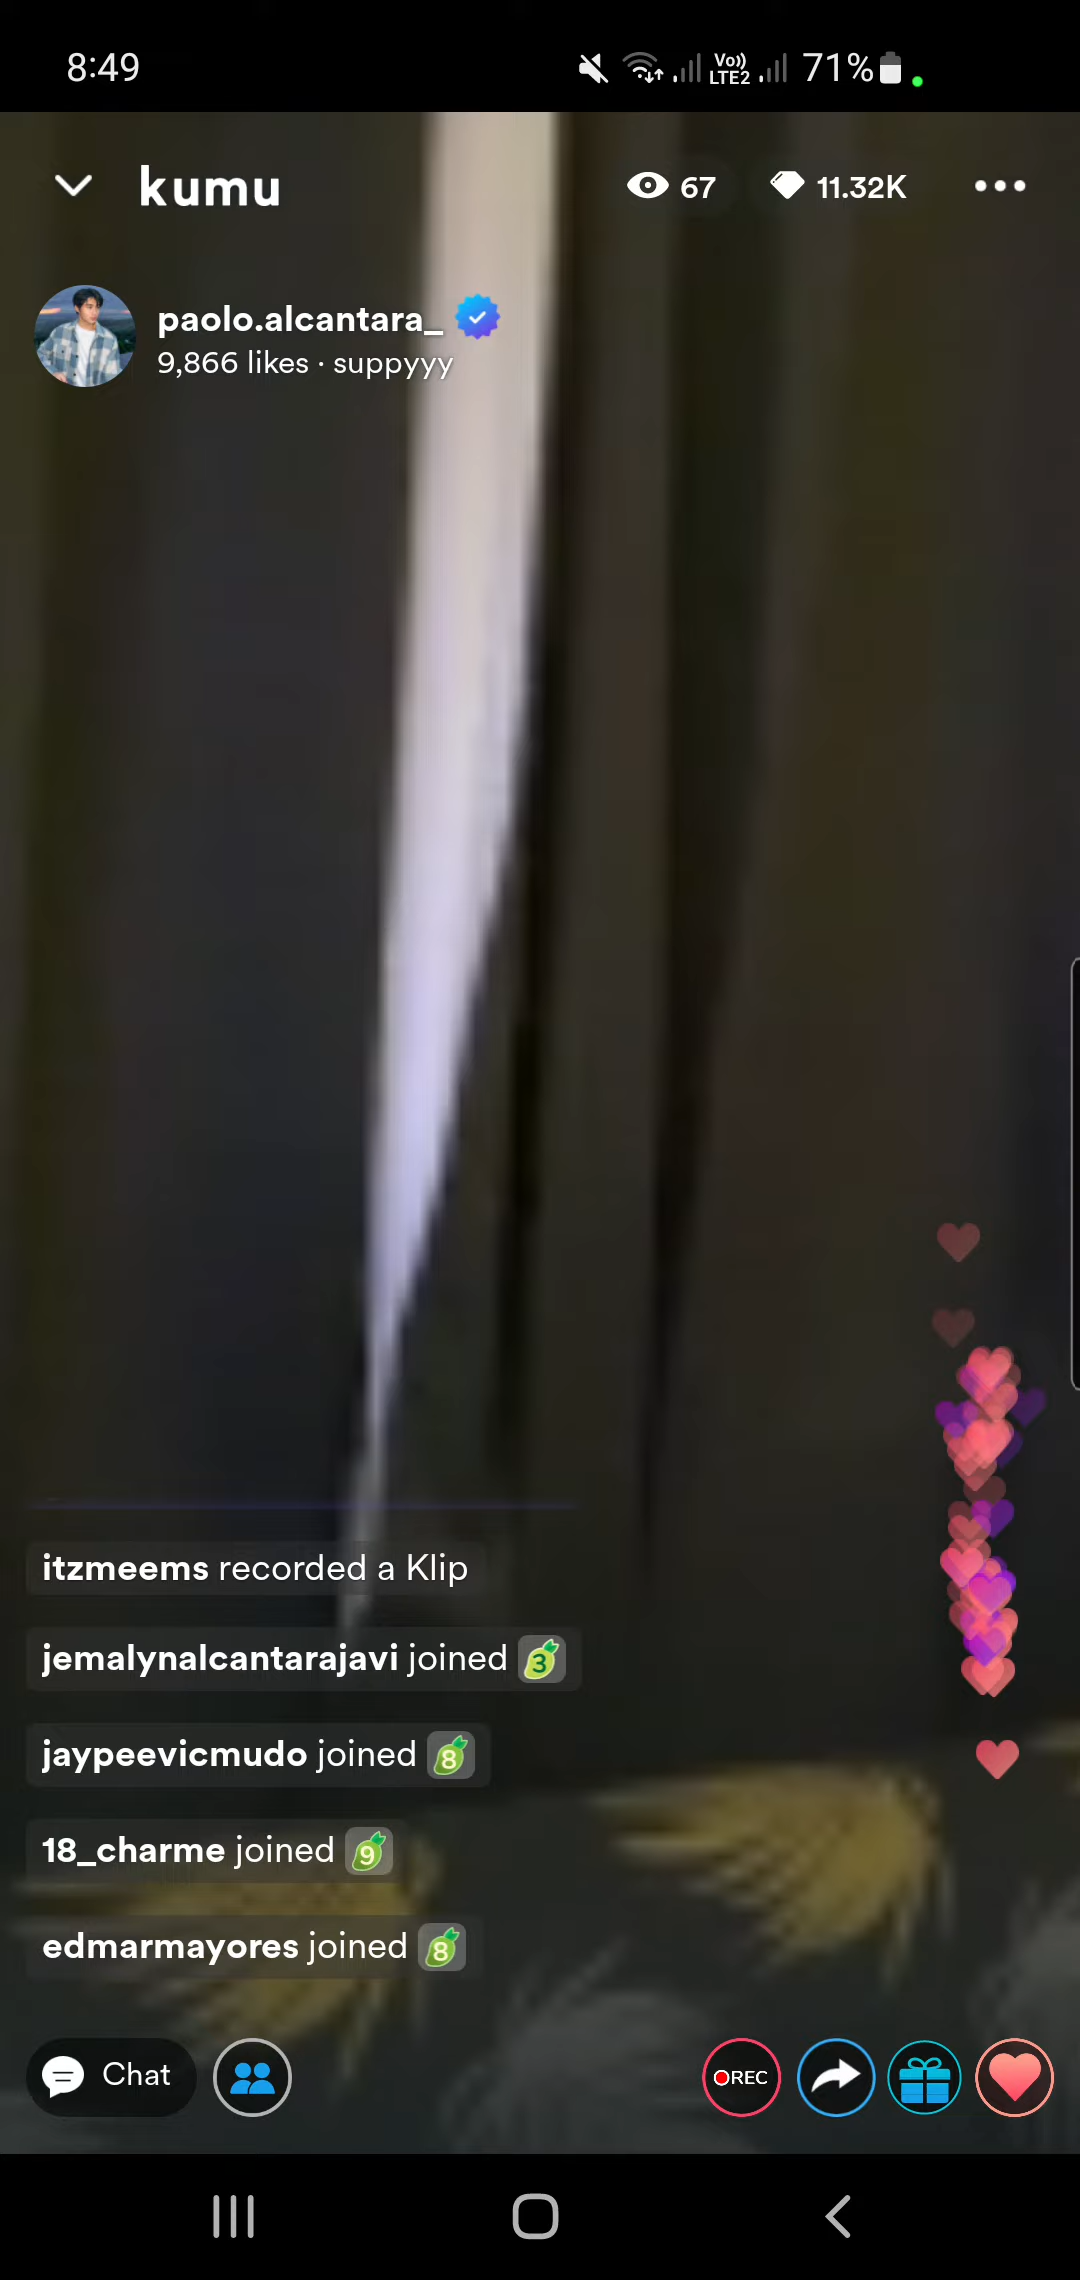 8:49
Vo)) LTE2 71%
kumu 67 11.32K
paolo.alcantara_
9,866 likes · suppyyy
itzmeems recorded a Klip
jemalynalcantarajavi joined 3
jaypeevicmudo joined 8
18_charme joined 9
edmarmayores joined 8
Chat REC